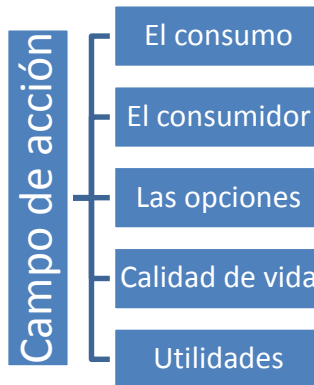 Campo de acción
El consumo
El consumidor
Las opciones
Calidad de vida
Utilidades